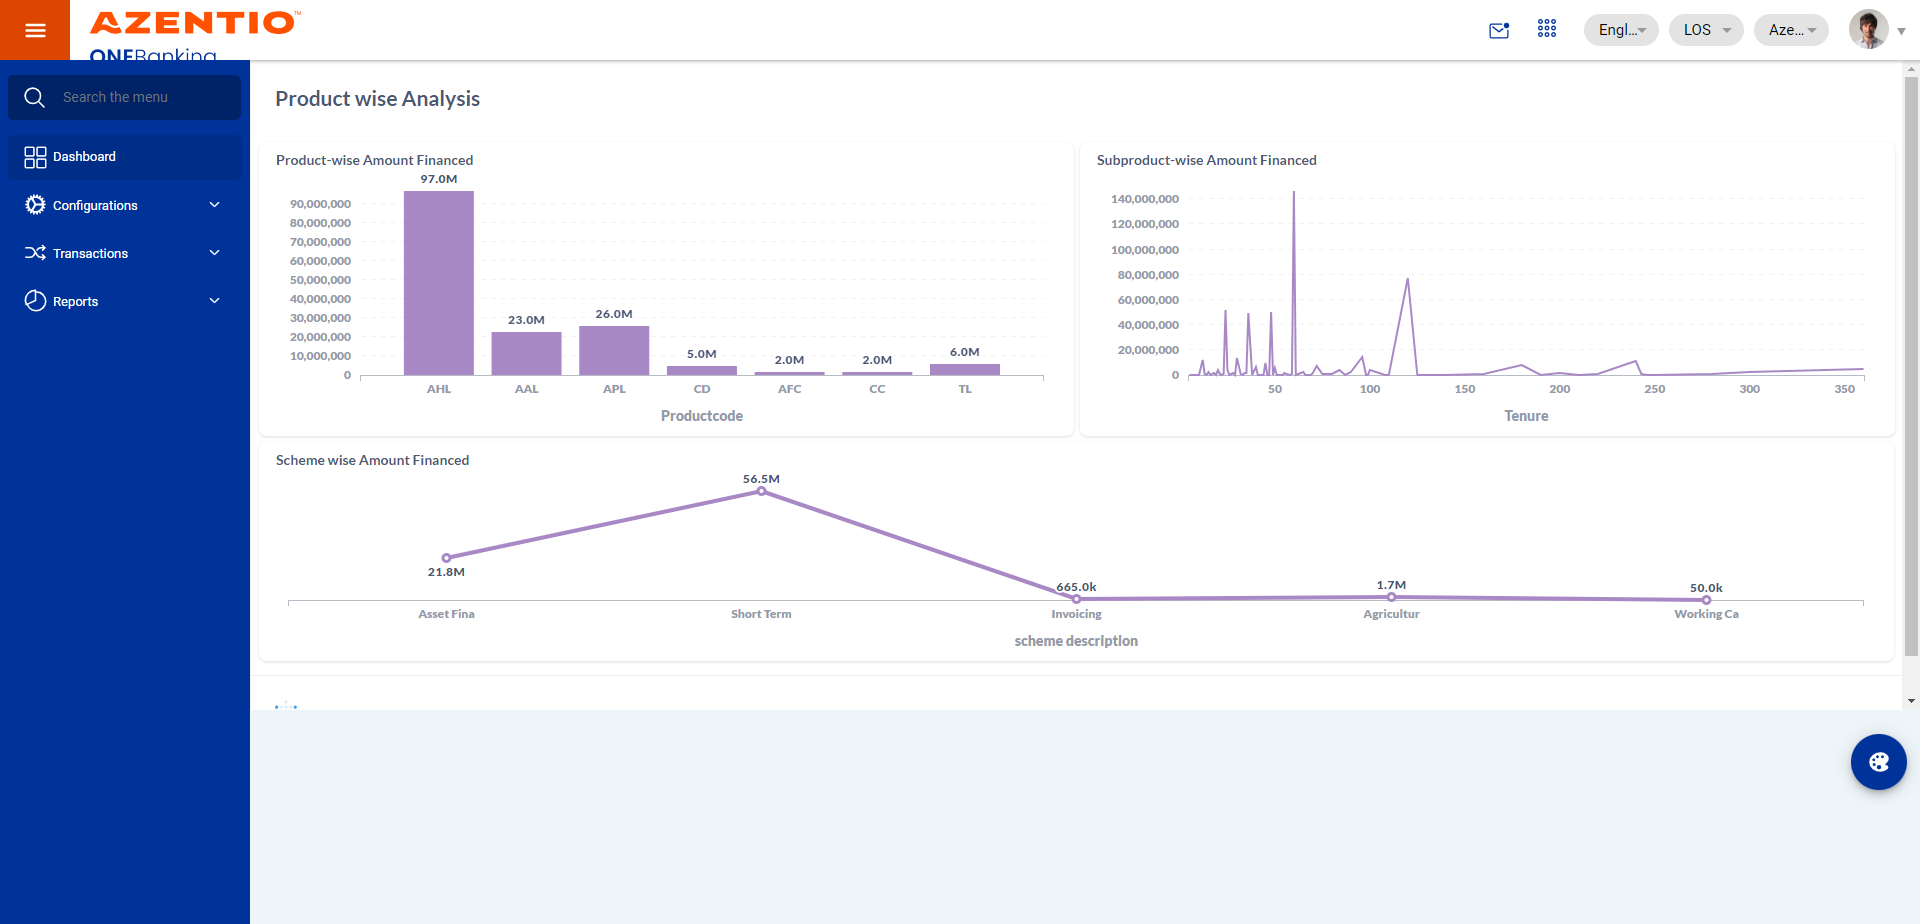 AZENTIO™
ONEBanking
Engl...
LOS
Aze...
Search the menu
Dashboard
Configurations
Transactions
Reports
Product wise Analysis
Product-wise Amount Financed
97.0M
90,000,000
80,000,000
70,000,000
60,000,000
50,000,000
40,000,000
30,000,000
20,000,000
10,000,000
0
23.0M
26.0M
5.0M
2.0M
2.0M
6.0M
AHL AAL APL CD AFC CC TL
Productcode
Subproduct-wise Amount Financed
140,000,000
120,000,000
100,000,000
80,000,000
60,000,000
40,000,000
20,000,000
0
50 100 150 200 250 300 350
Tenure
Scheme wise Amount Financed
56.5M
21.8M
665.0k
1.7M
50.0k
Asset Fina Short Term Invoicing Agricultur Working Ca
scheme description